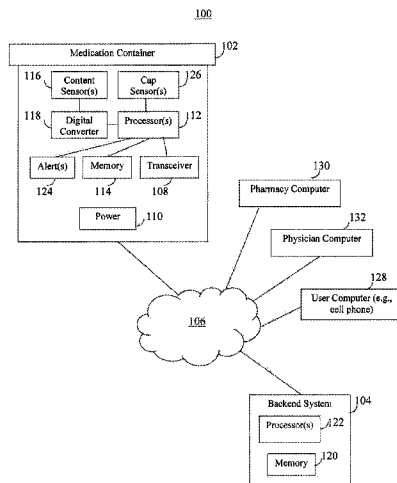 100
Medication Container
102
116
126
Content
Sensor(s)
Cap
Sensor(s)
118
Digital
Converter
Processor(s)
112
Alert(s)
Memory
Transceiver
124
114
108
Power
110
130
Pharmacy Computer
132
Physician Computer
128
User Computer (e.g.,
cell phone)
106
Backend System
104
Processor(s)
122
Memory
120